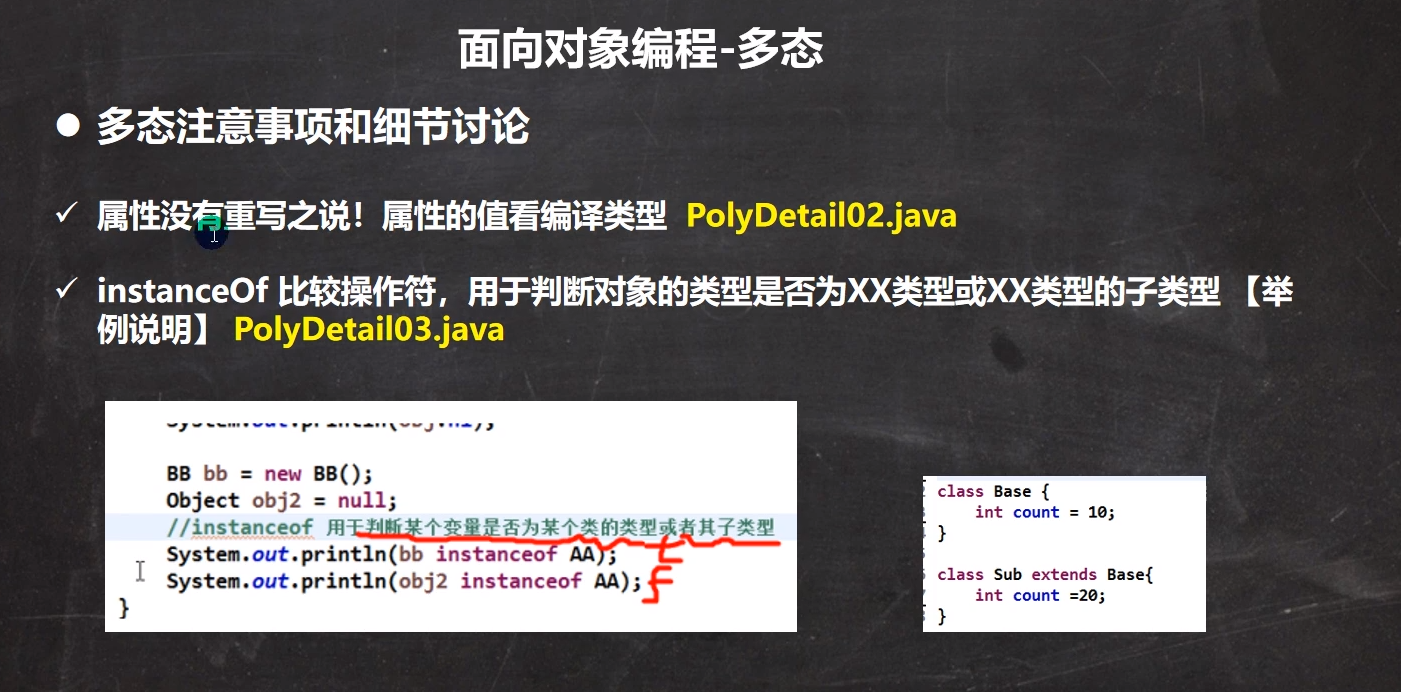 面向对象编程-多态
● 多态注意事项和细节讨论
✓ 属性没有重写之说！属性的值看编译类型 PolyDetail02.java
✓ instanceOf 比较操作符，用于判断对象的类型是否为XX类型或XX类型的子类型 【举
例说明】 PolyDetail03.java
System.out.println(obj.n1);
BB bb = new BB();
Object obj2 = null;
//instanceof 用于判断某个变量是否为某个类的类型或者其子类型
System.out.println(bb instanceof AA); t
System.out.println(obj2 instanceof AA); F
}
class Base {
int count = 10;
}
class Sub extends Base{
int count =20;
}